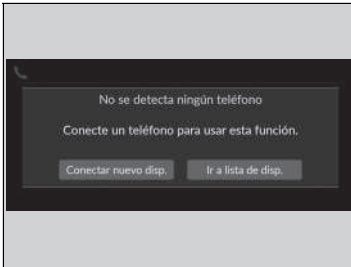 No se detecta ningún teléfono
Conecte un teléfono para usar esta función.
Conectar nuevo disp.
Ir a lista de disp.